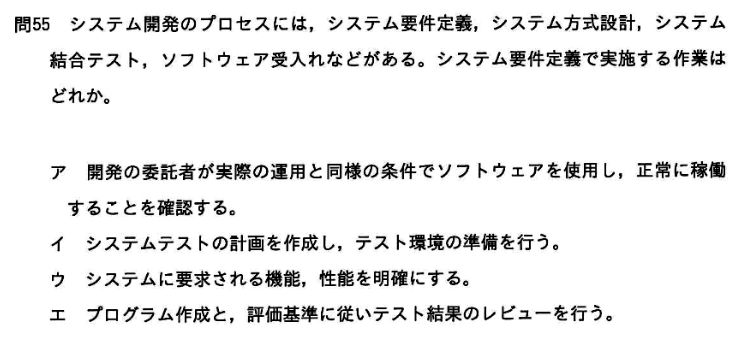 問55 システム開発のプロセスには，システム要件定義，システム方式設計，システム
結合テスト，ソフトウェア受入れなどがある。システム要件定義で実施する作業は
どれか。
ア 開発の委託者が実際の運用と同様の条件でソフトウェアを使用し，正常に稼働
することを確認する。
イ システムテストの計画を作成し，テスト環境の準備を行う。
ウ システムに要求される機能，性能を明確にする。
エ プログラム作成と，評価基準に従いテスト結果のレビューを行う。